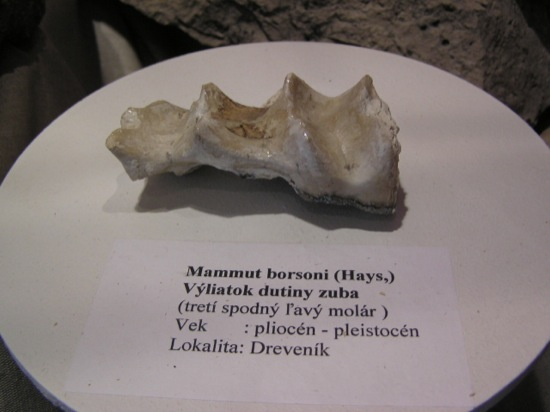 Mammut borsoni (Hays,)
Výliatok dutiny zuba
(tretí spodný ľavý molár )
Vek : pliocén - pleistocén
Lokalita: Dreveník